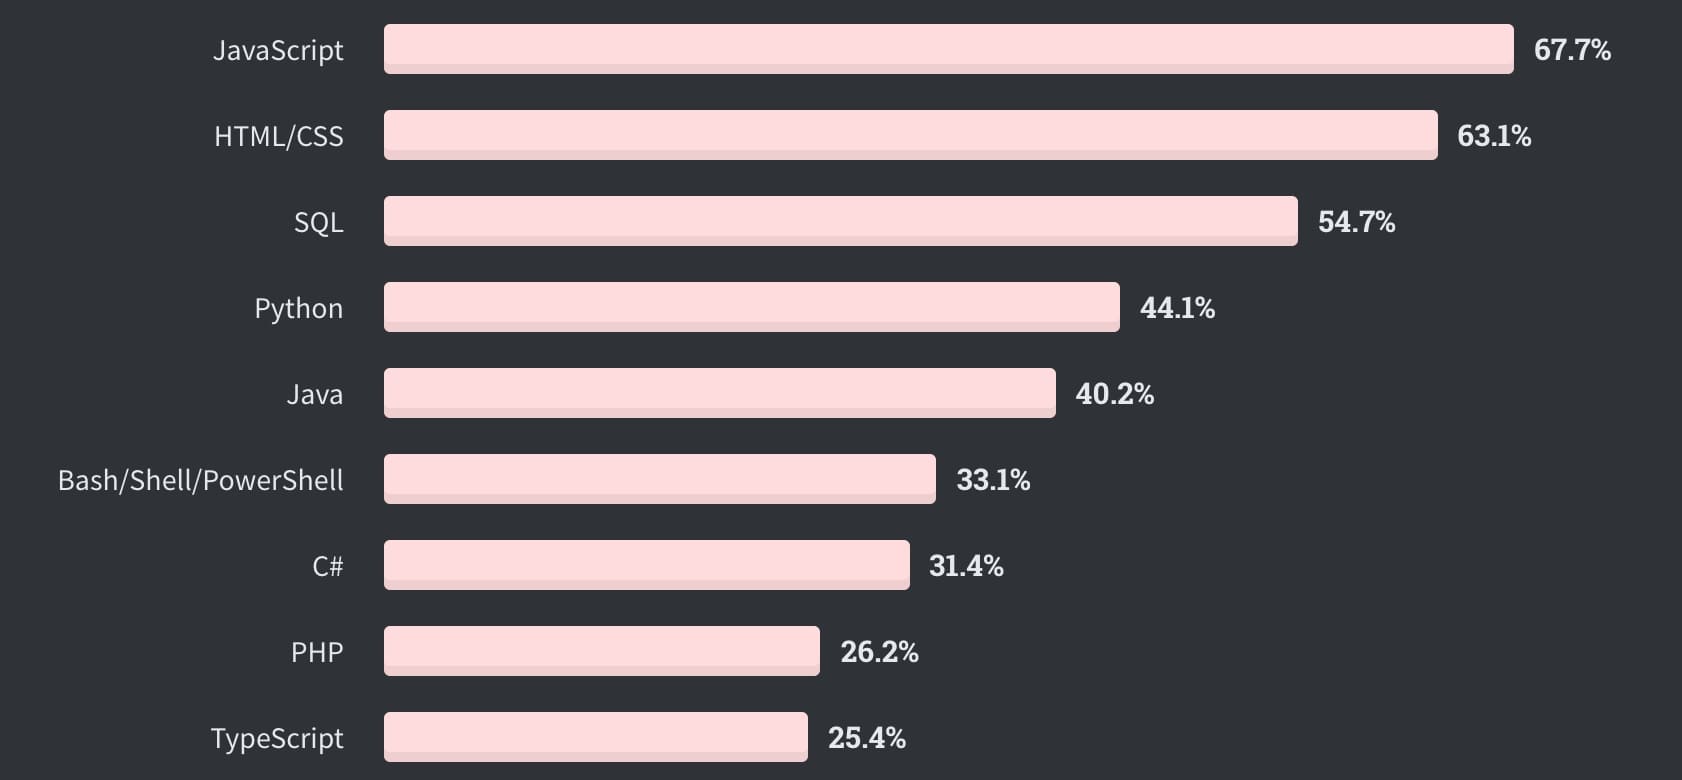 JavaScript 67.7%
HTML/CSS 63.1%
SQL 54.7%
Python 44.1%
Java 40.2%
Bash/Shell/PowerShell 33.1%
C# 31.4%
PHP 26.2%
TypeScript 25.4%